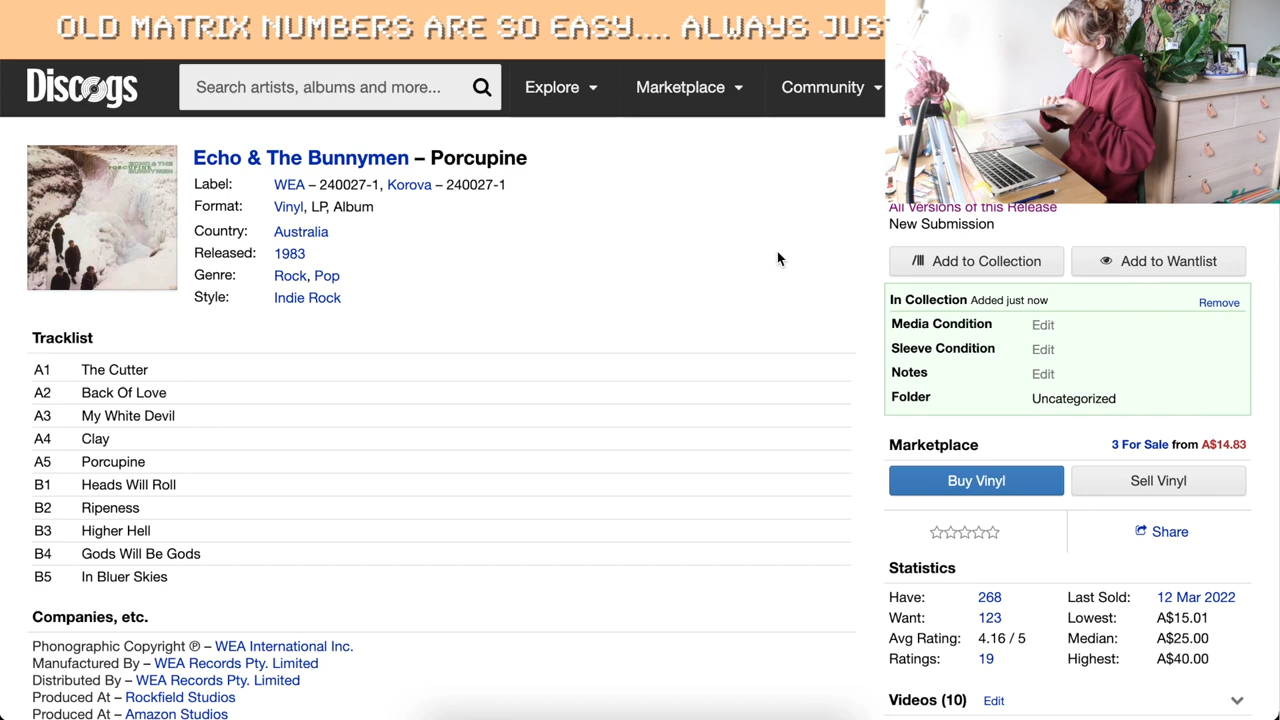 OLD MATRIX NUMBERS ARE SO EASY.... ALWAYS JUS
Discogs
Search artists, albums and more...
Explore
Marketplace
Community
Echo & The Bunnymen – Porcupine
Label: WEA – 240027-1, Korova – 240027-1
Format: Vinyl, LP, Album
Country: Australia
Released: 1983
Genre: Rock, Pop
Style: Indie Rock
Tracklist
A1 The Cutter
A2 Back Of Love
A3 My White Devil
A4 Clay
A5 Porcupine
B1 Heads Will Roll
B2 Ripeness
B3 Higher Hell
B4 Gods Will Be Gods
B5 In Bluer Skies
Companies, etc.
Phonographic Copyright ℗ – WEA International Inc.
Manufactured By – WEA Records Pty. Limited
Distributed By – WEA Records Pty. Limited
Produced At – Rockfield Studios
Produced At – Amazon Studios
All Versions of this Release
New Submission
Add to Collection
Add to Wantlist
In Collection Added just now
Remove
Media Condition Edit
Sleeve Condition Edit
Notes Edit
Folder Uncategorized
Marketplace 3 For Sale from A$14.83
Buy Vinyl
Sell Vinyl
Share
Statistics
Have: 268 Last Sold: 12 Mar 2022
Want: 123 Lowest: A$15.01
Avg Rating: 4.16 / 5 Median: A$25.00
Ratings: 19 Highest: A$40.00
Videos (10) Edit